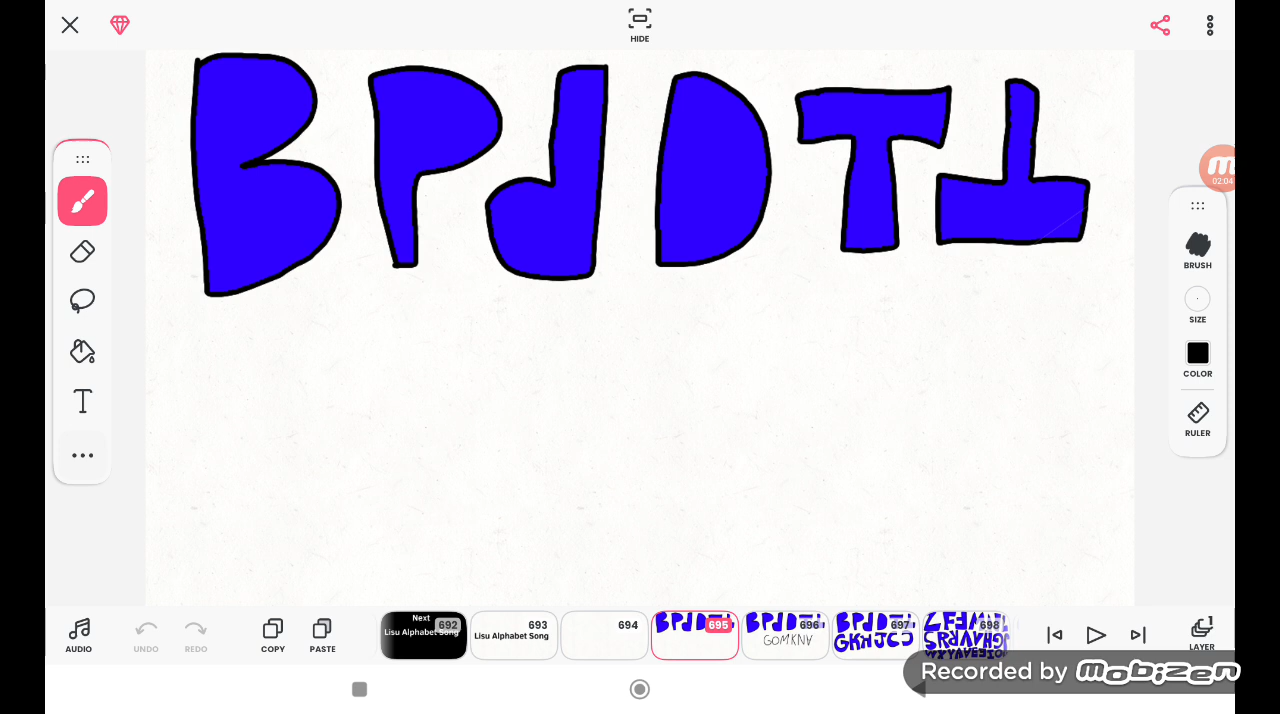 HIDE
ꓐꓑꓒꓓꓔꓕ
02:04
BRUSH
SIZE
COLOR
RULER
AUDIO
UNDO
REDO
COPY
PASTE
Next
Lisu Alphabet Song
692
Lisu Alphabet Song
693
694
695
696
697
698
LAYER
Recorded by mobizen